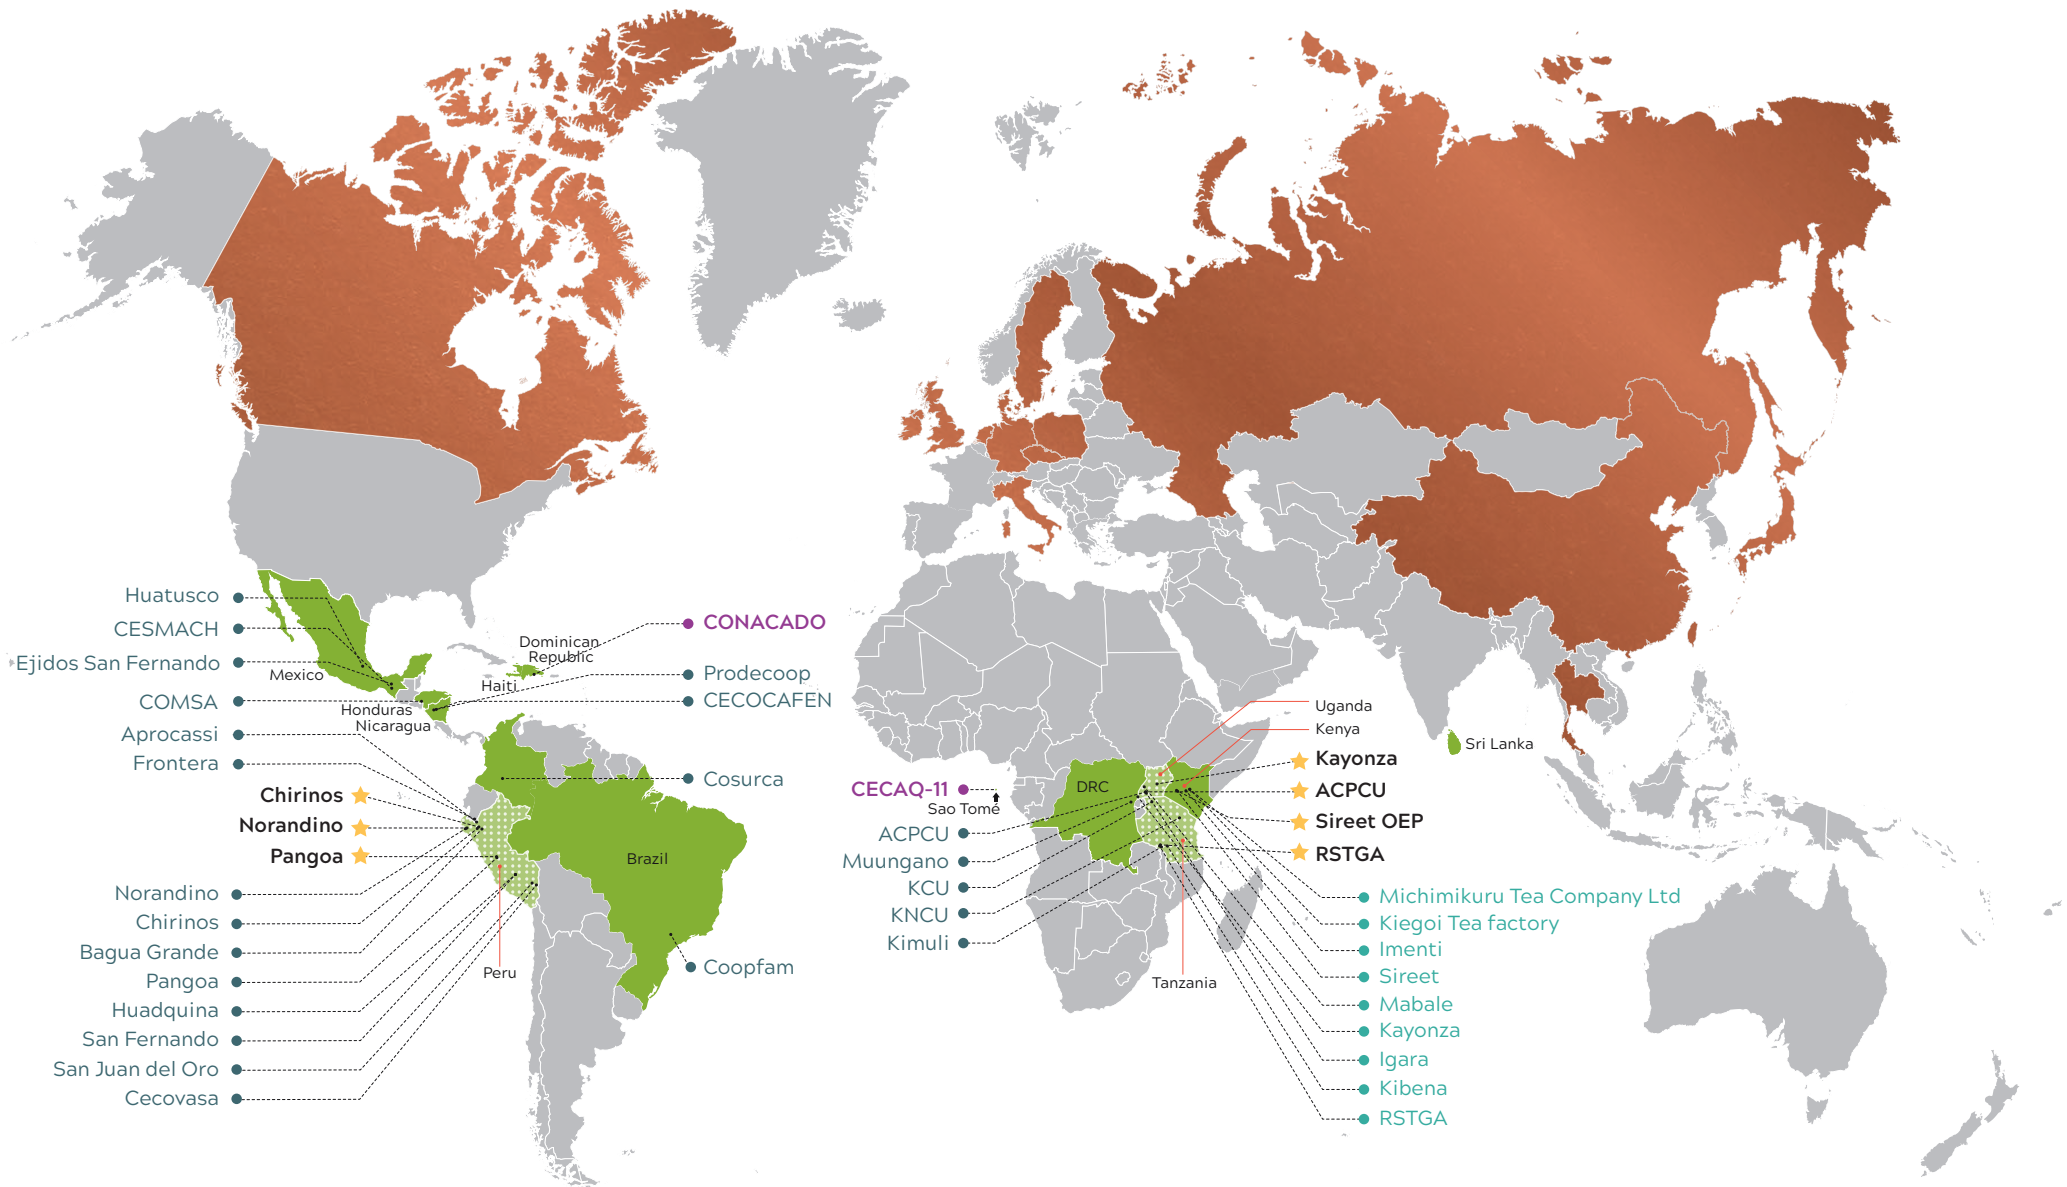 Huatusco
CESMACH
Ejidos San Fernando
Mexico
COMSA
Honduras
Nicaragua
Aprocassi
Frontera
Chirinos
Norandino
Pangoa
Norandino
Chirinos
Bagua Grande
Pangoa
Huadquina
San Fernando
San Juan del Oro
Cecovasa
Peru
Dominican
Republic
Haiti
CONACADO
Prodecoop
CECOCAFEN
Cosurca
Brazil
Coopfam
CECAQ-11
Sao Tomé
DRC
ACPCU
Muungano
KCU
KNCU
Kimuli
Uganda
Kenya
Kayonza
ACPCU
Sireet OEP
RSTGA
Sri Lanka
Tanzania
Michimikuru Tea Company Ltd
Kiegoi Tea factory
Imenti
Sireet
Mabale
Kayonza
Igara
Kibena
RSTGA